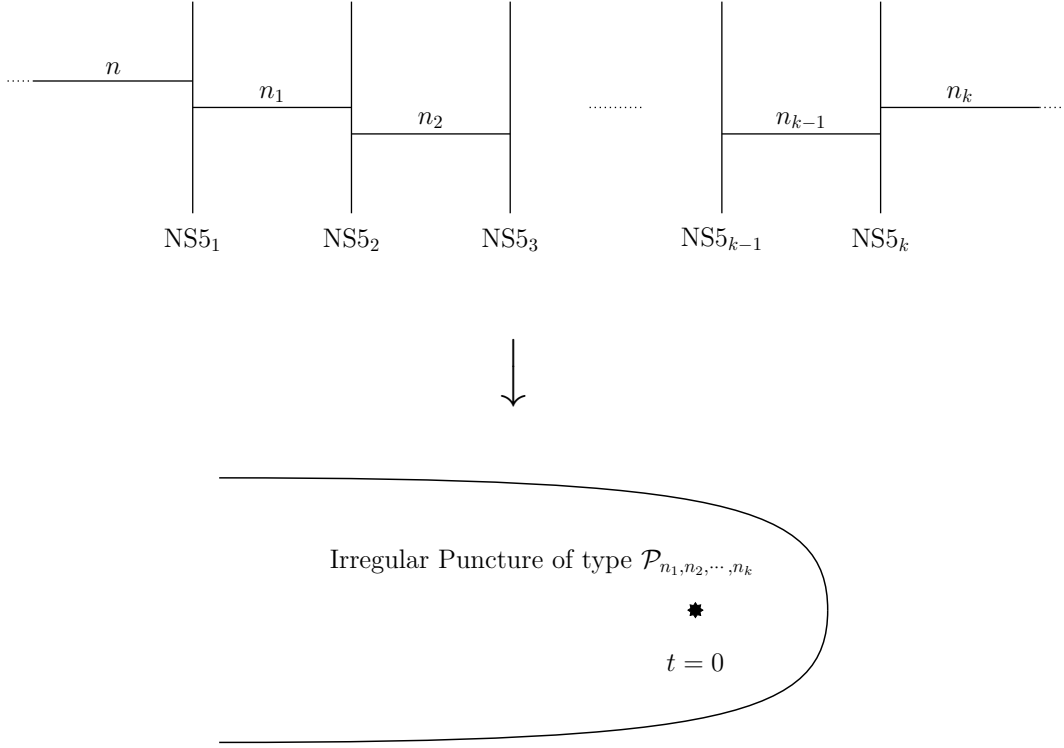 n
n₁
n₂
nₖ₋₁
nₖ
NS5₁ NS5₂ NS5₃ NS5ₖ₋₁ NS5ₖ
Irregular Puncture of type 𝒫ₙ₁,ₙ₂,⋯,ₙₖ
t = 0